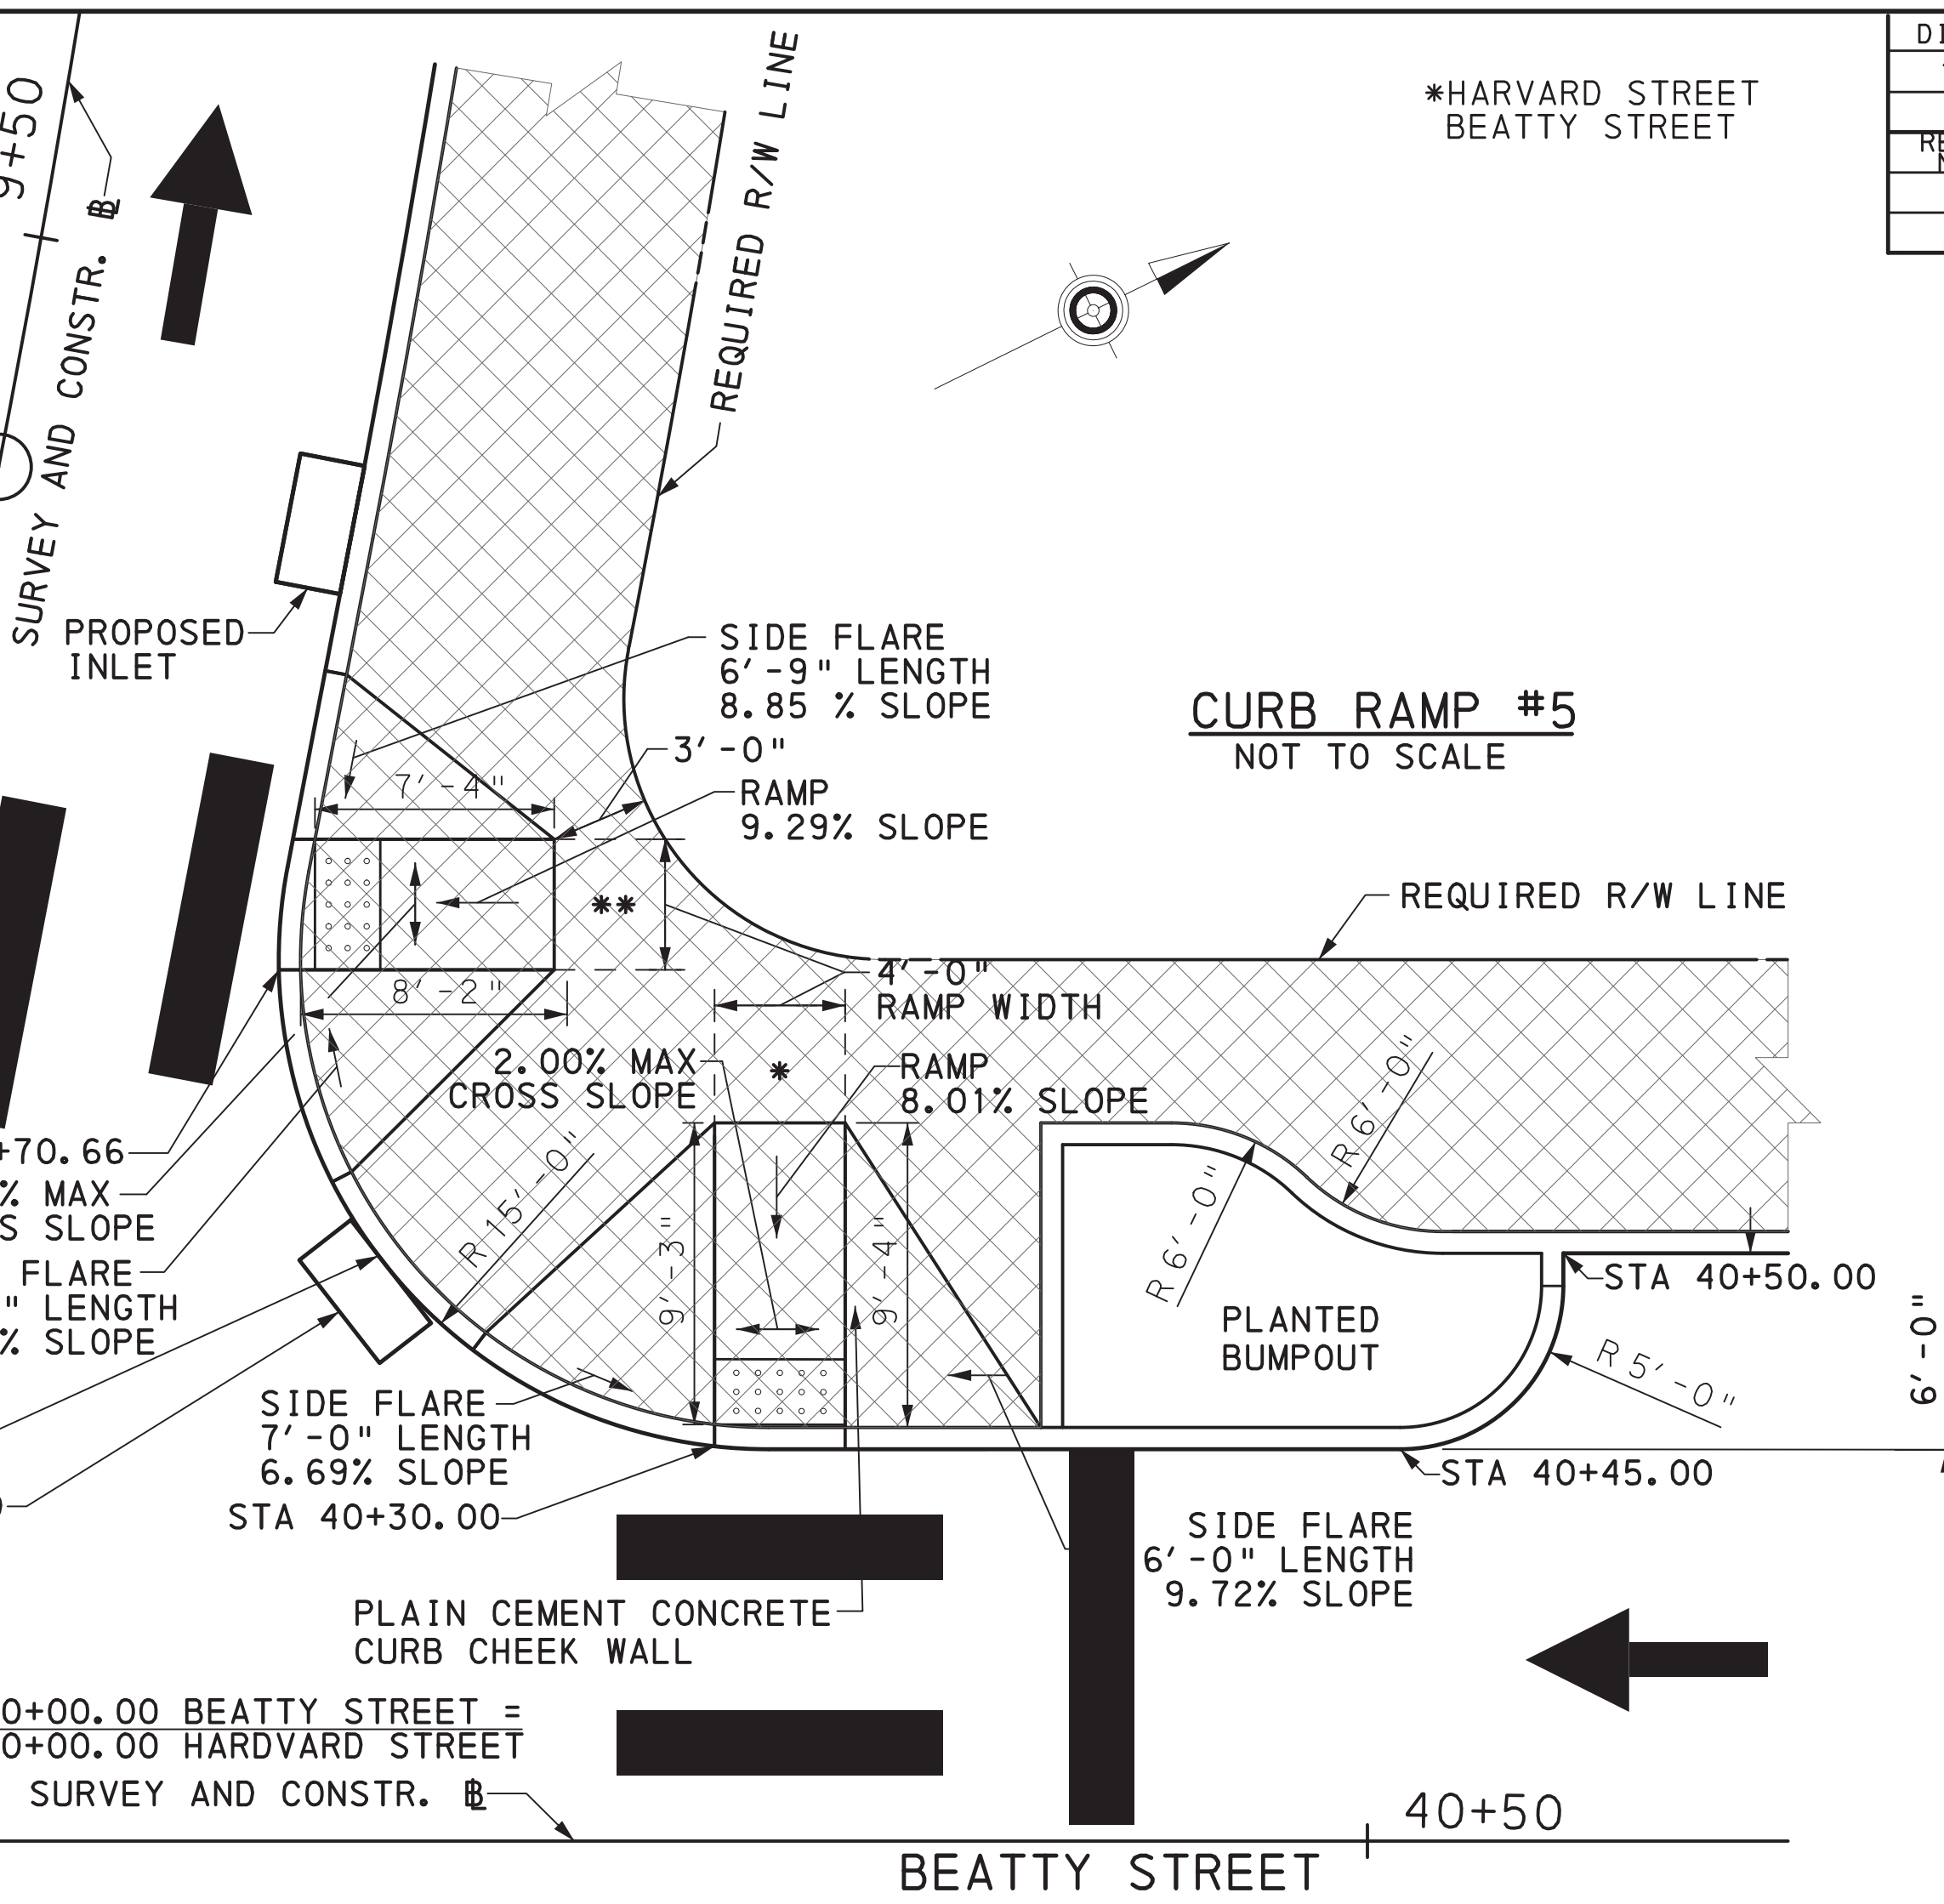 9+50
SURVEY AND CONSTR. ⅊
REQUIRED R/W LINE
*HARVARD STREET
BEATTY STREET
PROPOSED
INLET
SIDE FLARE
6'-9" LENGTH
8.85 % SLOPE
3'-0"
RAMP
9.29% SLOPE
7'-4"
CURB RAMP #5
NOT TO SCALE
**
REQUIRED R/W LINE
8'-2"
4'-0"
RAMP WIDTH
2.00% MAX
CROSS SLOPE
*
RAMP
8.01% SLOPE
R 6'-0"
R 6'-0"
R 15'-0"
9'-3"
9'-4"
+70.66
% MAX
S SLOPE
FLARE
" LENGTH
% SLOPE
PLANTED
BUMPOUT
STA 40+50.00
R 5'-0"
6'-0"
SIDE FLARE
7'-0" LENGTH
6.69% SLOPE
STA 40+30.00
STA 40+45.00
SIDE FLARE
6'-0" LENGTH
9.72% SLOPE
PLAIN CEMENT CONCRETE
CURB CHEEK WALL
0+00.00 BEATTY STREET =
0+00.00 HARDVARD STREET
SURVEY AND CONSTR. ⅊
40+50
BEATTY STREET